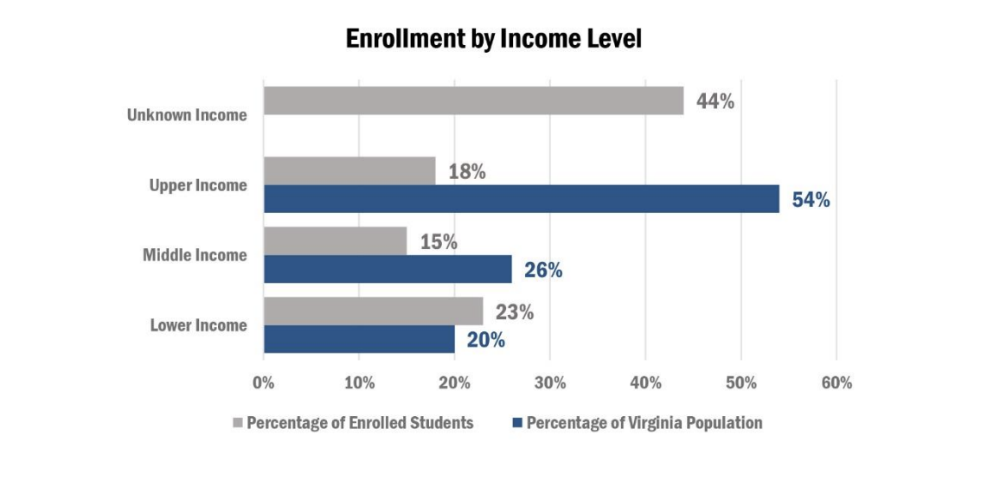 Enrollment by Income Level
Unknown Income
44%
Upper Income
18%
54%
Middle Income
15%
26%
Lower Income
23%
20%
0% 10% 20% 30% 40% 50% 60%
Percentage of Enrolled Students Percentage of Virginia Population